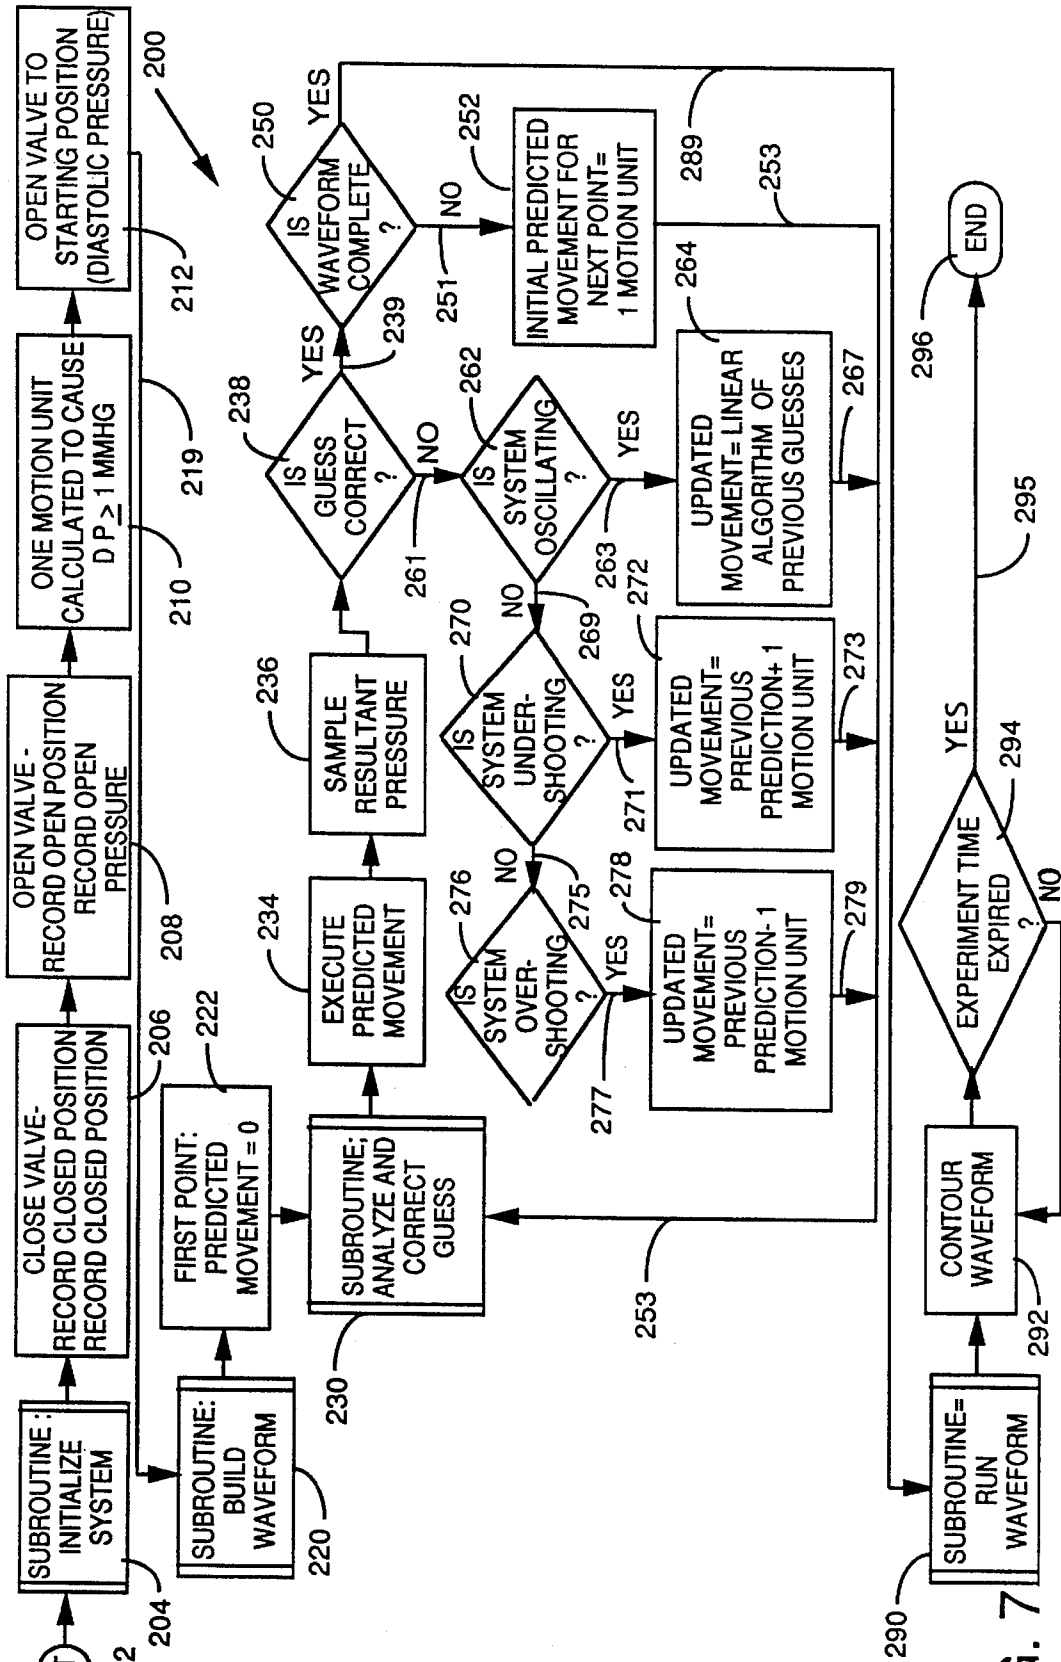 T
2
SUBROUTINE :
INITIALIZE
SYSTEM
204
CLOSE VALVE-
RECORD CLOSED POSITION
RECORD CLOSED POSITION
206
OPEN VALVE -
RECORD OPEN POSITION
RECORD OPEN
PRESSURE
208
ONE MOTION UNIT
CALCULATED TO CAUSE
D P ≥ 1 MMHG
210
OPEN VALVE TO
STARTING POSITION
(DIASTOLIC PRESSURE)
212
219
200
SUBROUTINE:
BUILD
WAVEFORM
220
FIRST POINT:
PREDICTED
MOVEMENT = 0
222
SUBROUTINE;
ANALYZE AND
CORRECT
GUESS
230
EXECUTE
PREDICTED
MOVEMENT
234
SAMPLE
RESULTANT
PRESSURE
236
IS
GUESS
CORRECT
?
238
YES
239
NO
261
IS
WAVEFORM
COMPLETE
?
250
YES
NO
251
INITIAL PREDICTED
MOVEMENT FOR
NEXT POINT=
1 MOTION UNIT
252
253
289
IS
SYSTEM
OSCILLATING
?
262
YES
263
NO
269
UPDATED
MOVEMENT= LINEAR
ALGORITHM OF
PREVIOUS GUESSES
264
267
IS
SYSTEM
UNDER-
SHOOTING
?
270
YES
271
NO
275
UPDATED
MOVEMENT=
PREVIOUS
PREDICTION+ 1
MOTION UNIT
272
273
IS
SYSTEM
OVER-
SHOOTING
?
276
YES
277
UPDATED
MOVEMENT=
PREVIOUS
PREDICTION- 1
MOTION UNIT
278
279
253
SUBROUTINE=
RUN
WAVEFORM
290
CONTOUR
WAVEFORM
292
EXPERIMENT TIME
EXPIRED
?
294
YES
NO
295
END
296
G. 7